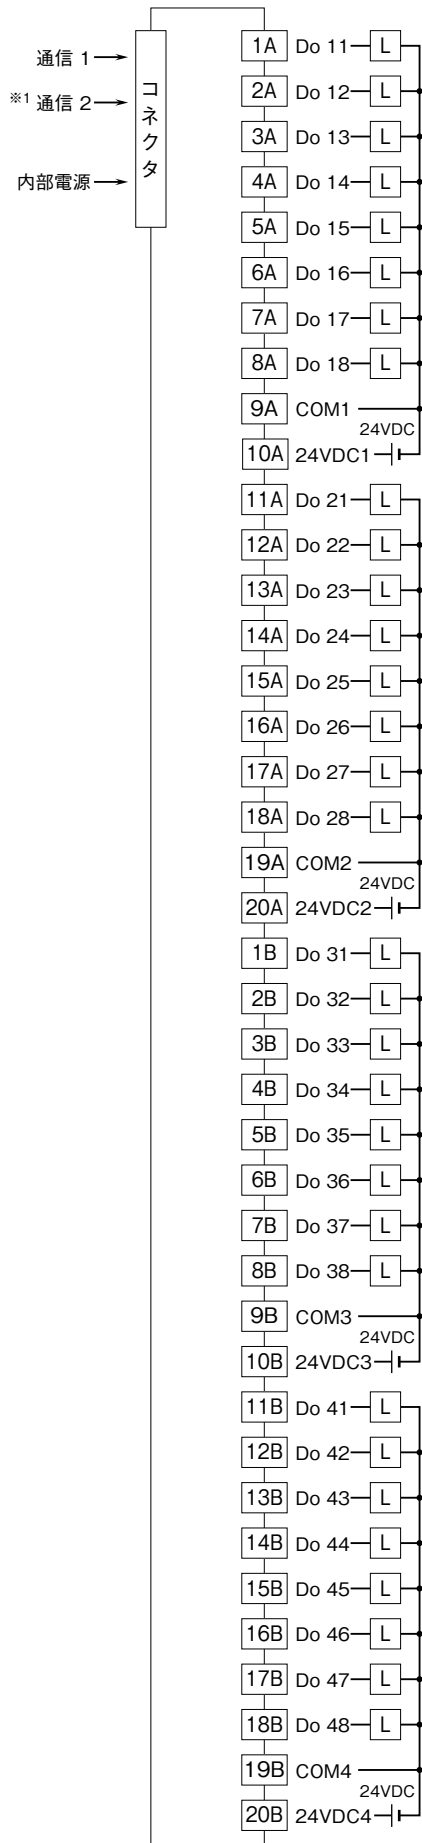 通信 1
※1 通信 2
内部電源
コネクタ
1A Do 11 L
2A Do 12 L
3A Do 13 L
4A Do 14 L
5A Do 15 L
6A Do 16 L
7A Do 17 L
8A Do 18 L
9A COM1
24VDC
10A 24VDC1
11A Do 21 L
12A Do 22 L
13A Do 23 L
14A Do 24 L
15A Do 25 L
16A Do 26 L
17A Do 27 L
18A Do 28 L
19A COM2
24VDC
20A 24VDC2
1B Do 31 L
2B Do 32 L
3B Do 33 L
4B Do 34 L
5B Do 35 L
6B Do 36 L
7B Do 37 L
8B Do 38 L
9B COM3
24VDC
10B 24VDC3
11B Do 41 L
12B Do 42 L
13B Do 43 L
14B Do 44 L
15B Do 45 L
16B Do 46 L
17B Do 47 L
18B Do 48 L
19B COM4
24VDC
20B 24VDC4